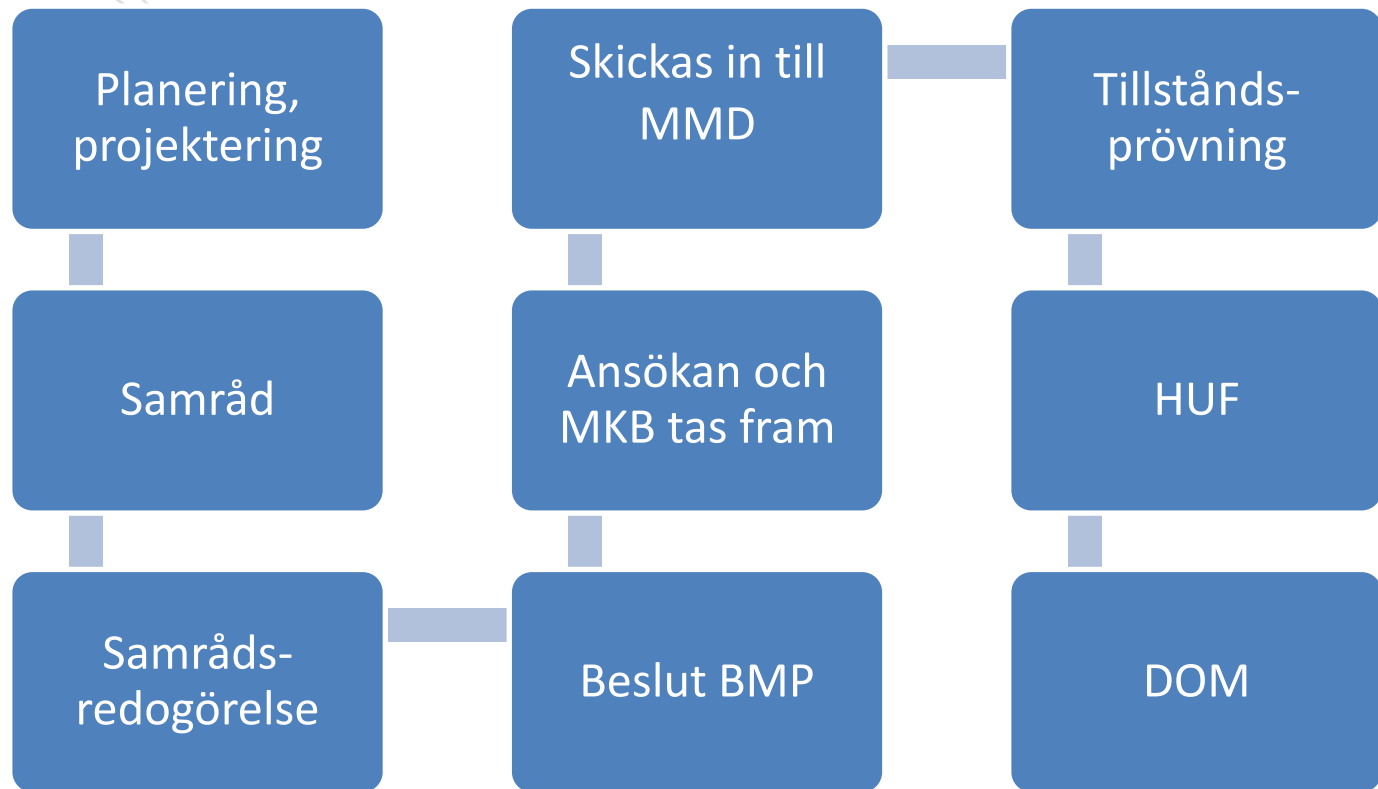 Planering,
projektering
Samråd
Samråds-
redogörelse
Beslut BMP
Ansökan och
MKB tas fram
Skickas in till
MMD
Tillstånds-
prövning
HUF
DOM